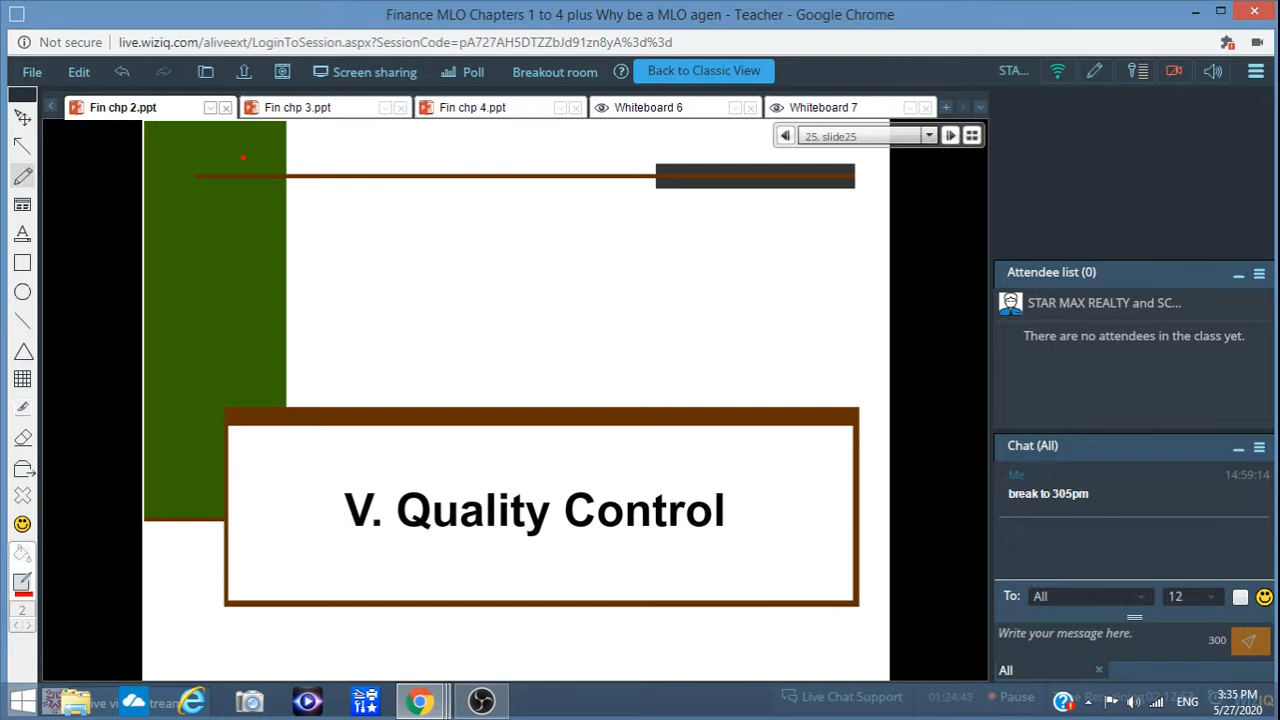 Finance MLO Chapters 1 to 4 plus Why be a MLO agen - Teacher - Google Chrome
Not secure live.wiziq.com/aliveext/LoginToSession.aspx?SessionCode=pA727AH5DTZZbJd91zn8yA%3d%3d
File Edit Screen sharing Poll Breakout room ? Back to Classic View STA...
Fin chp 2.ppt Fin chp 3.ppt Fin chp 4.ppt Whiteboard 6 Whiteboard 7
25. slide25
Attendee list (0)
STAR MAX REALTY and SC...
There are no attendees in the class yet.
V. Quality Control
Chat (All)
Me 14:59:14
break to 305pm
To: All 12
Write your message here. 300
2
All
Live Chat Support 01:24:43 Pause
ENG 3:35 PM
5/27/2020